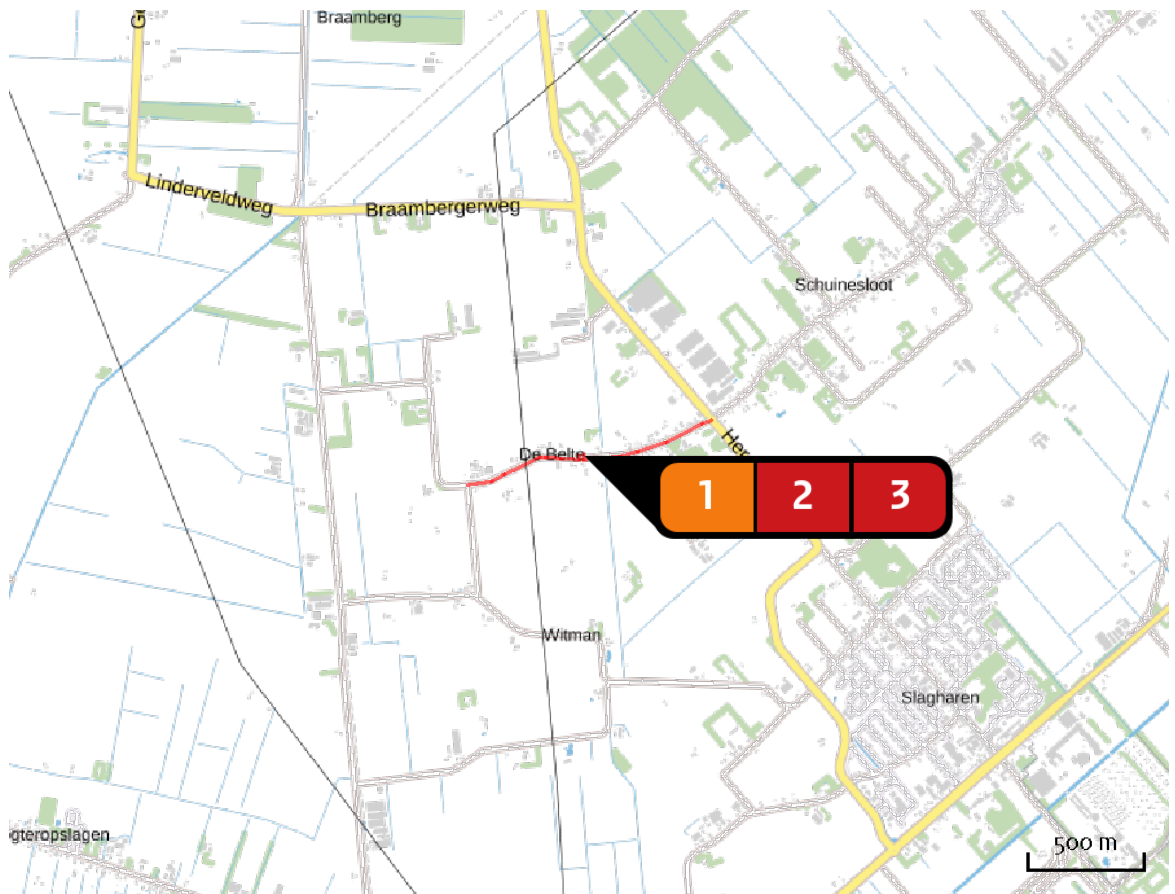 Braamberg
Linderveldweg
Braambergerweg
Schuinesloot
De Belte
1 2 3
Witman
Slagharen
500 m